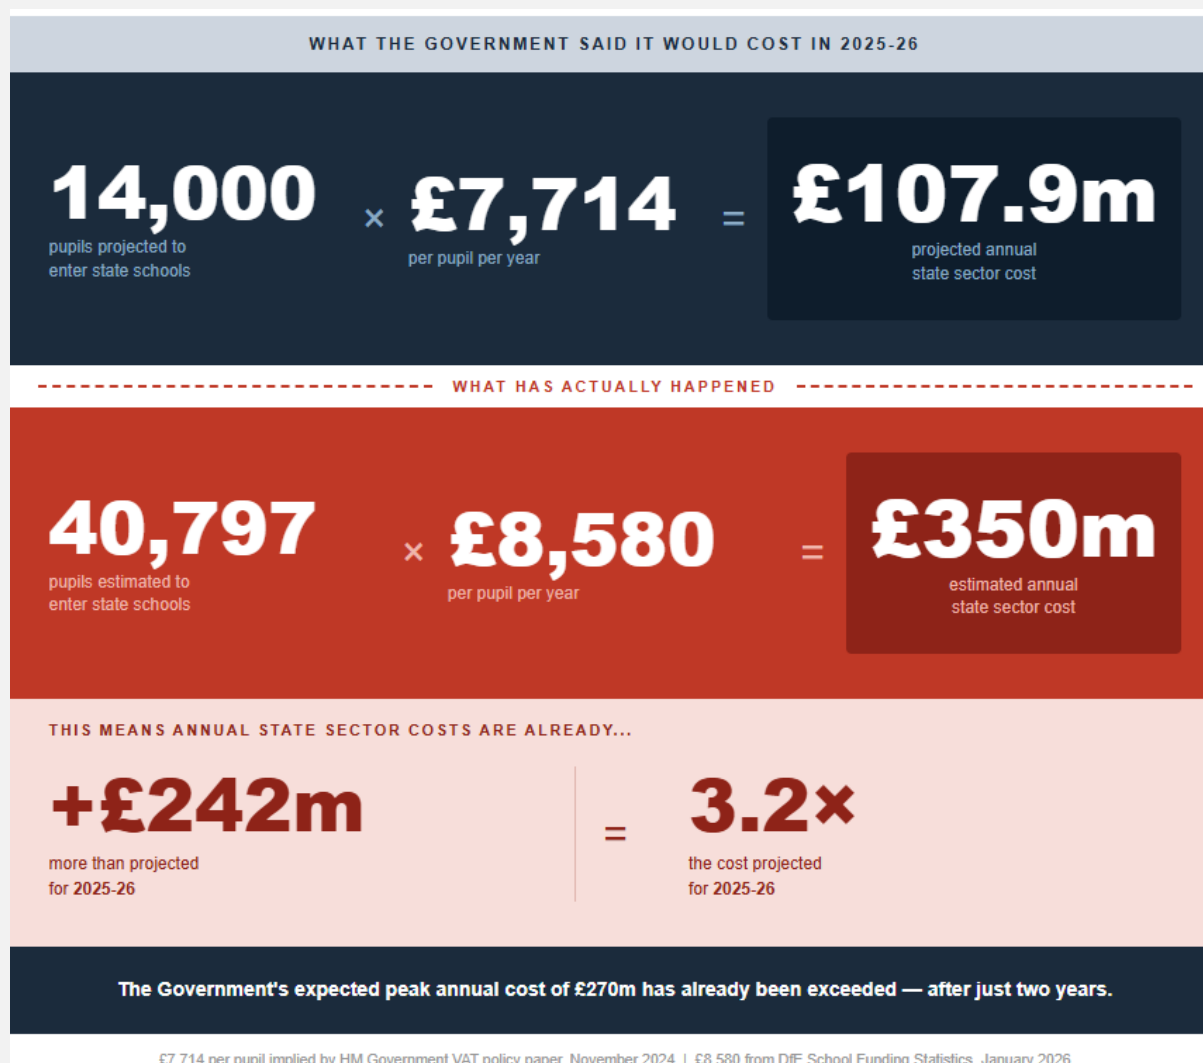 WHAT THE GOVERNMENT SAID IT WOULD COST IN 2025-26
14,000
pupils projected to
enter state schools
×
£7,714
per pupil per year
=
£107.9m
projected annual
state sector cost
WHAT HAS ACTUALLY HAPPENED
40,797
pupils estimated to
enter state schools
×
£8,580
per pupil per year
=
£350m
estimated annual
state sector cost
THIS MEANS ANNUAL STATE SECTOR COSTS ARE ALREADY...
+£242m
more than projected
for 2025-26
=
3.2×
the cost projected
for 2025-26
The Government's expected peak annual cost of £270m has already been exceeded — after just two years.
£7,714 per pupil implied by HM Government VAT policy paper, November 2024 | £8,580 from DfE School Funding Statistics, January 2026